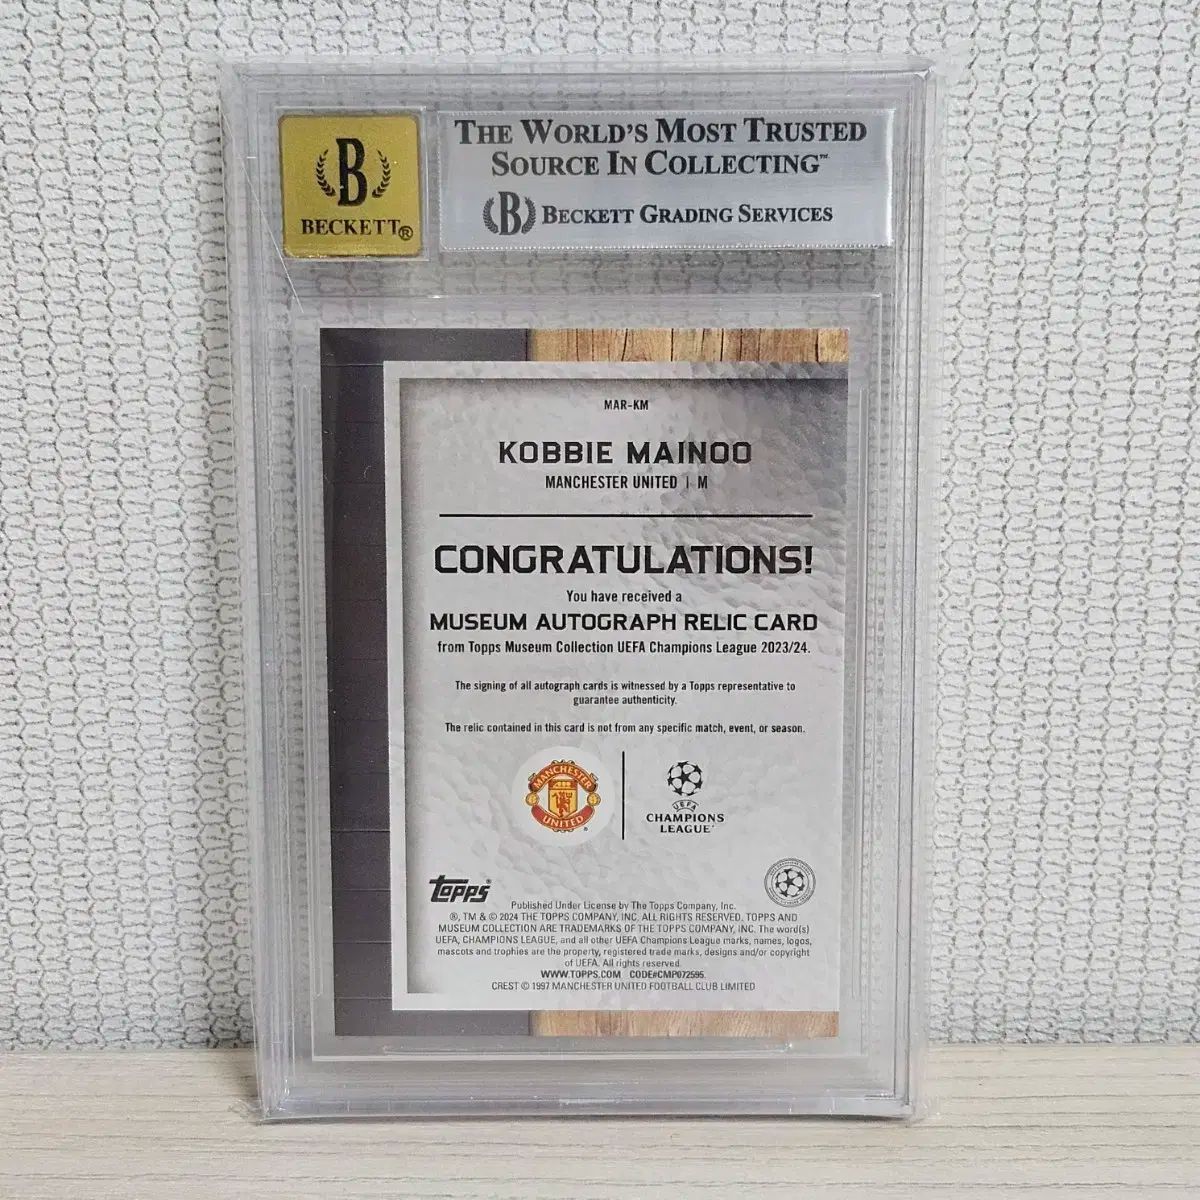 B
BECKETT®
THE WORLD'S MOST TRUSTED
SOURCE IN COLLECTING™
B BECKETT GRADING SERVICES
MAR-KM
KOBBIE MAINOO
MANCHESTER UNITED | M
CONGRATULATIONS!
You have received a
MUSEUM AUTOGRAPH RELIC CARD
from Topps Museum Collection UEFA Champions League 2023/24.
The signing of all autograph cards is witnessed by a Topps representative to
guarantee authenticity.
The relic contained in this card is not from any specific match, event, or season.
MANCHESTER
UNITED
UEFA
CHAMPIONS
LEAGUE
Topps
Published Under License by The Topps Company, Inc.
®, TM & © 2024 THE TOPPS COMPANY, INC. ALL RIGHTS RESERVED. TOPPS AND
MUSEUM COLLECTION ARE TRADEMARKS OF THE TOPPS COMPANY, INC. The word(s)
UEFA, CHAMPIONS LEAGUE, and all other UEFA Champions League marks, names, logos,
mascots and trophies are the property, registered trade marks, designs and/or copyright
of UEFA. All rights reserved.
WWW.TOPPS.COM CODE#CMP072595.
CREST © 1997 MANCHESTER UNITED FOOTBALL CLUB LIMITED